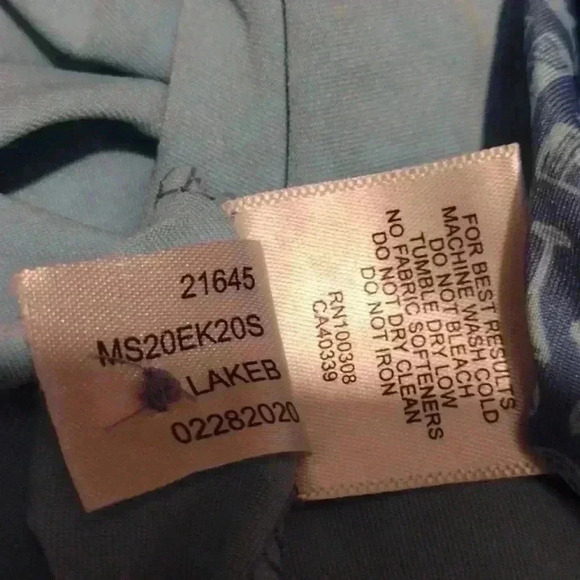 21645
MS20EK20S
LAKEB
02282020
FOR BEST RESULTS
MACHINE WASH COLD
DO NOT BLEACH
TUMBLE DRY LOW
NO FABRIC SOFTENERS
DO NOT DRY CLEAN
DO NOT IRON
RN100308
CA40339